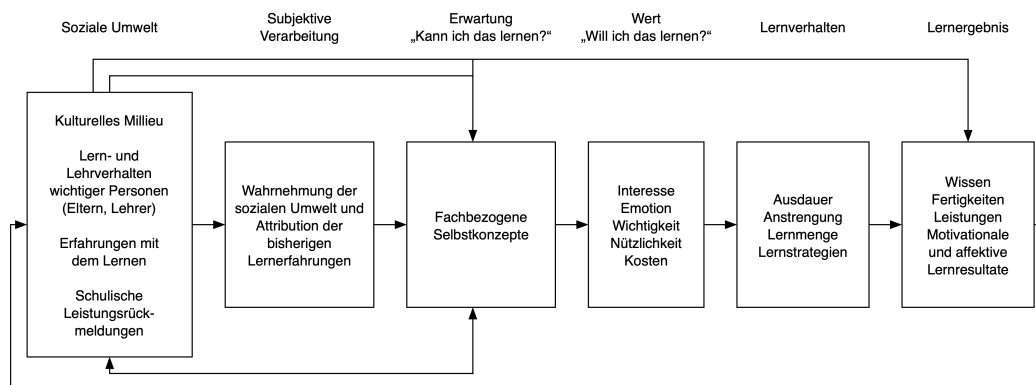 Soziale Umwelt
Subjektive
Verarbeitung
Erwartung
„Kann ich das lernen?“
Wert
„Will ich das lernen?“
Lernverhalten
Lernergebnis
Kulturelles Millieu
Lern- und
Lehrverhalten
wichtiger Personen
(Eltern, Lehrer)
Erfahrungen mit
dem Lernen
Schulische
Leistungsrück-
meldungen
Wahrnehmung der
sozialen Umwelt und
Attribution der
bisherigen
Lernerfahrungen
Fachbezogene
Selbstkonzepte
Interesse
Emotion
Wichtigkeit
Nützlichkeit
Kosten
Ausdauer
Anstrengung
Lernmenge
Lernstrategien
Wissen
Fertigkeiten
Leistungen
Motivationale
und affektive
Lernresultate